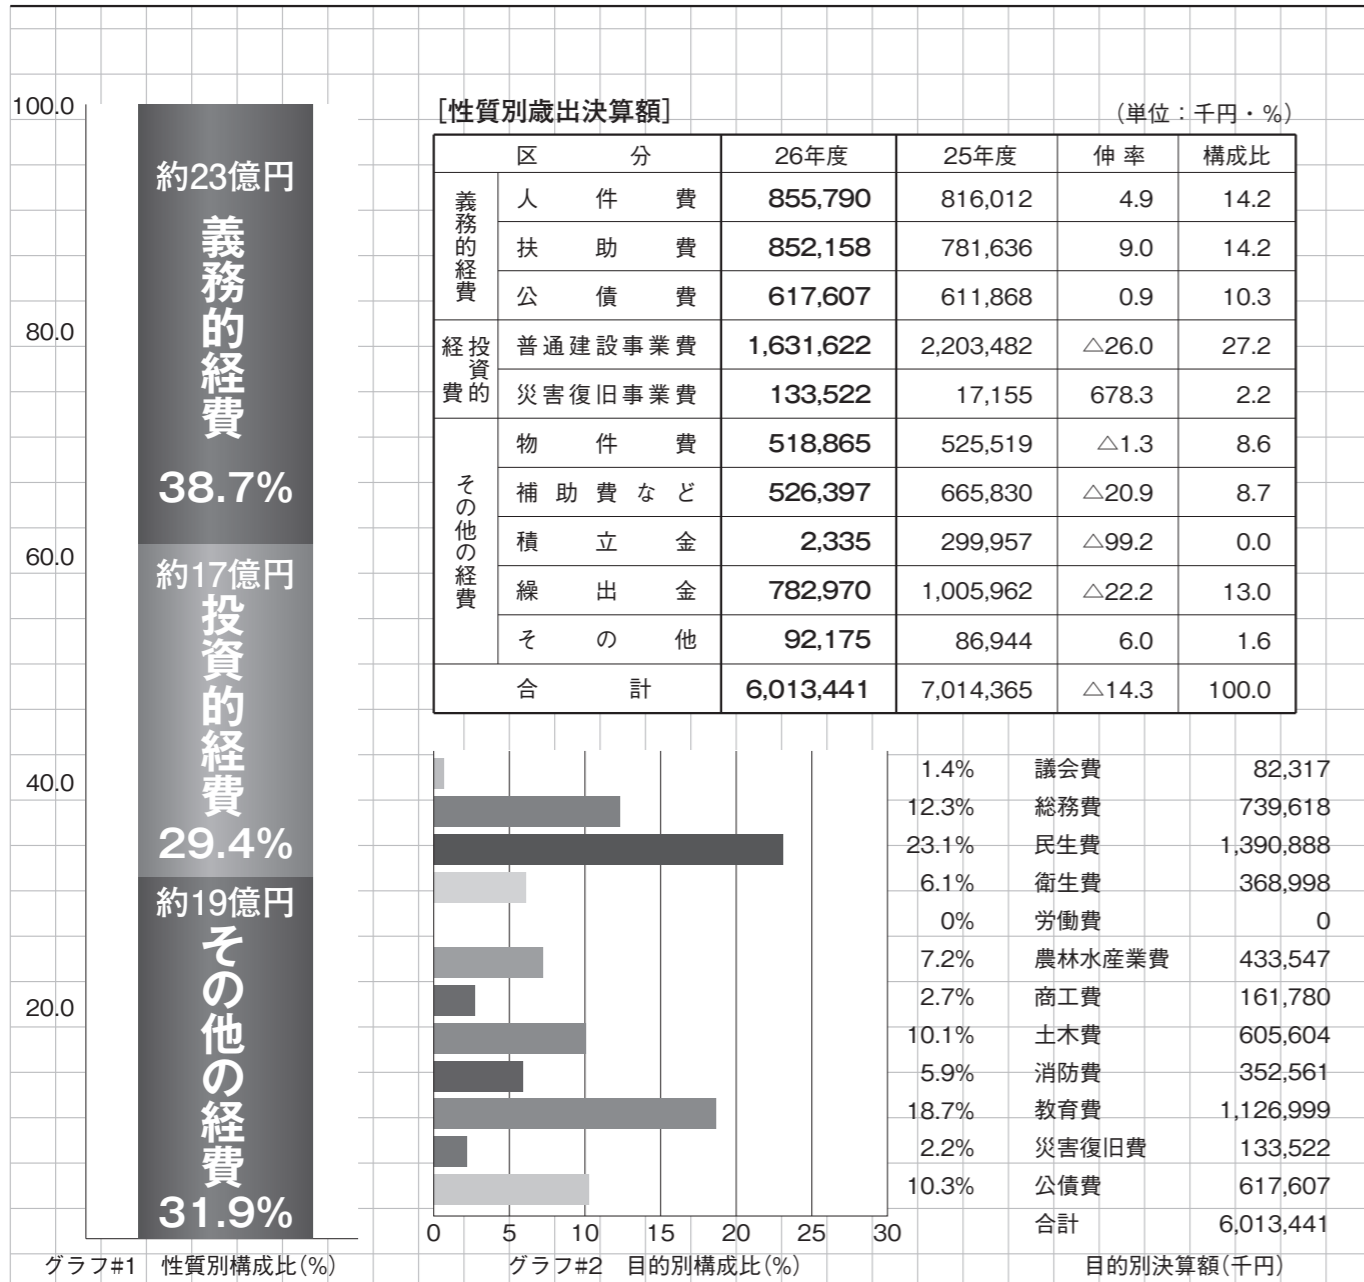 100.0
80.0
60.0
40.0
20.0
約23億円
義務的経費
38.7%
約17億円
投資的経費
29.4%
約19億円
その他の経費
31.9%
グラフ#1 性質別構成比(%)
[性質別歳出決算額] (単位：千円・%)
区分 26年度 25年度 伸率 構成比
義務的経費
人件費 855,790 816,012 4.9 14.2
扶助費 852,158 781,636 9.0 14.2
公債費 617,607 611,868 0.9 10.3
投資的経費
普通建設事業費 1,631,622 2,203,482 △26.0 27.2
災害復旧事業費 133,522 17,155 678.3 2.2
その他の経費
物件費 518,865 525,519 △1.3 8.6
補助費など 526,397 665,830 △20.9 8.7
積立金 2,335 299,957 △99.2 0.0
繰出金 782,970 1,005,962 △22.2 13.0
その他 92,175 86,944 6.0 1.6
合計 6,013,441 7,014,365 △14.3 100.0
1.4% 議会費 82,317
12.3% 総務費 739,618
23.1% 民生費 1,390,888
6.1% 衛生費 368,998
0% 労働費 0
7.2% 農林水産業費 433,547
2.7% 商工費 161,780
10.1% 土木費 605,604
5.9% 消防費 352,561
18.7% 教育費 1,126,999
2.2% 災害復旧費 133,522
10.3% 公債費 617,607
合計 6,013,441
0 5 10 15 20 25 30
グラフ#2 目的別構成比(%)
目的別決算額(千円)